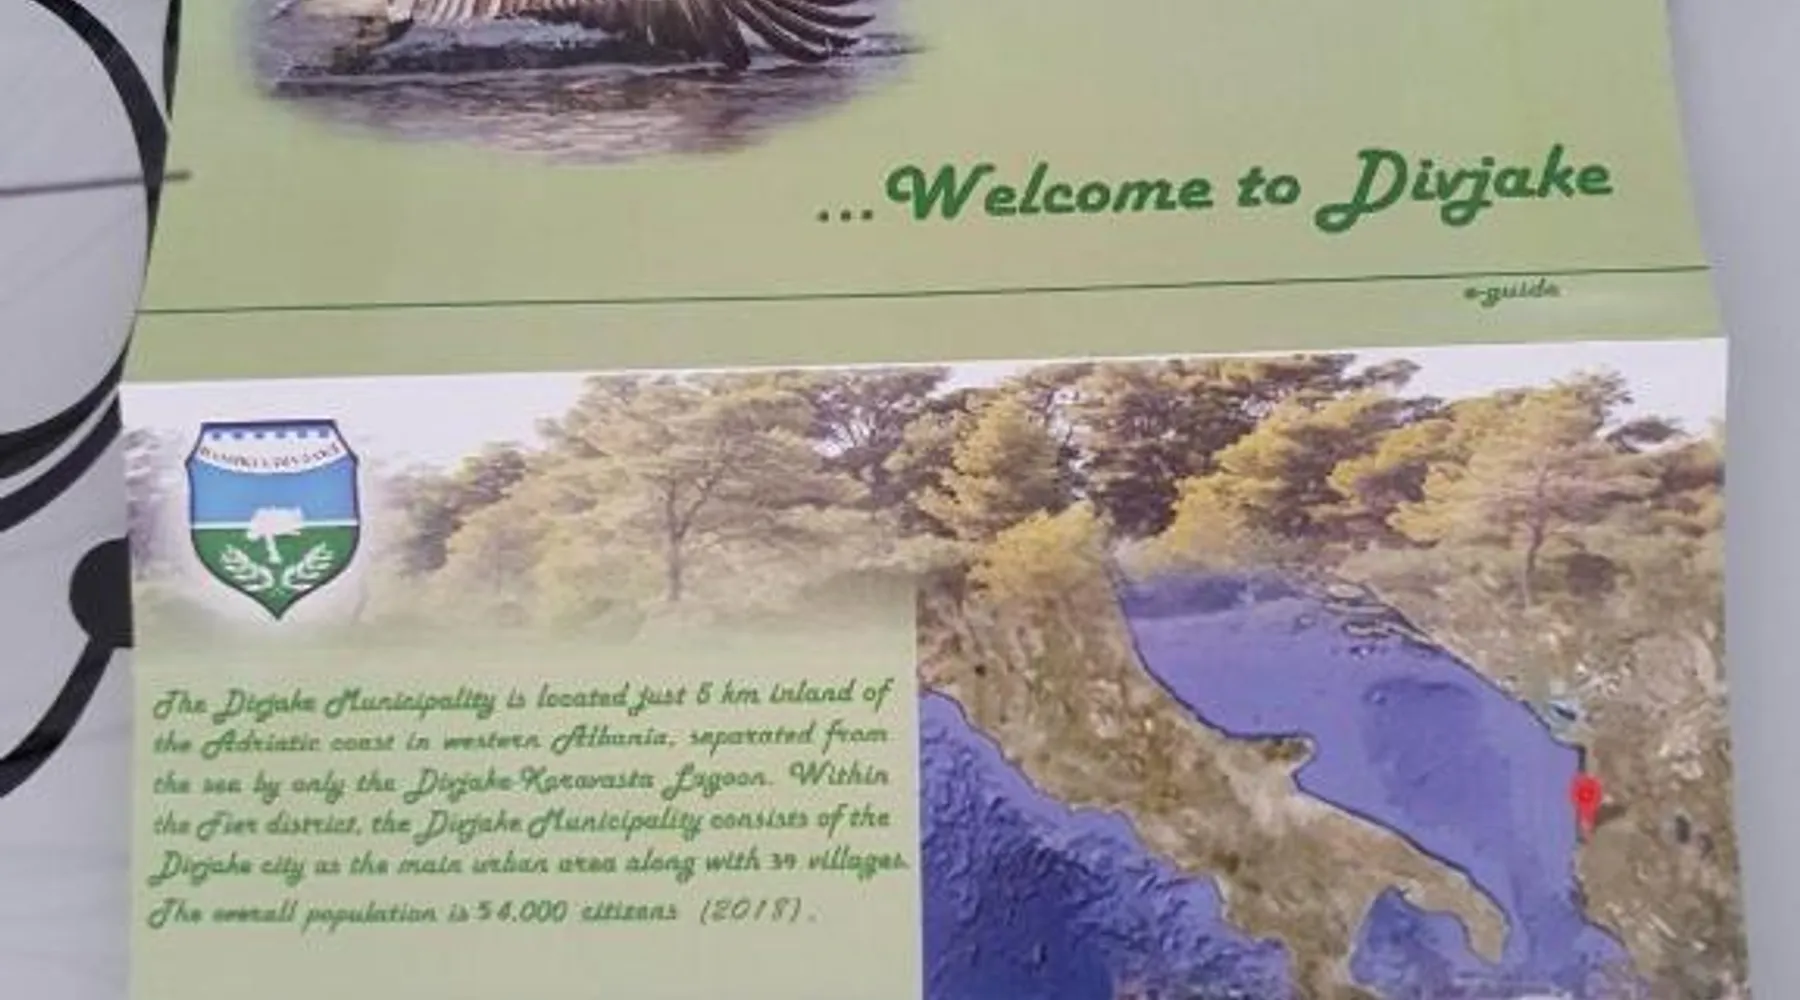 ...Welcome to Divjake
e-guide
The Divjake Municipality is located just 5 km inland of
the Adriatic coast in western Albania, separated from
the sea by only the Divjake-Karavasta Lagoon. Within
the Fier district, the Divjake Municipality consists of the
Divjake city as the main urban area along with 39 villages.
The overall population is 54.000 citizens (2018).